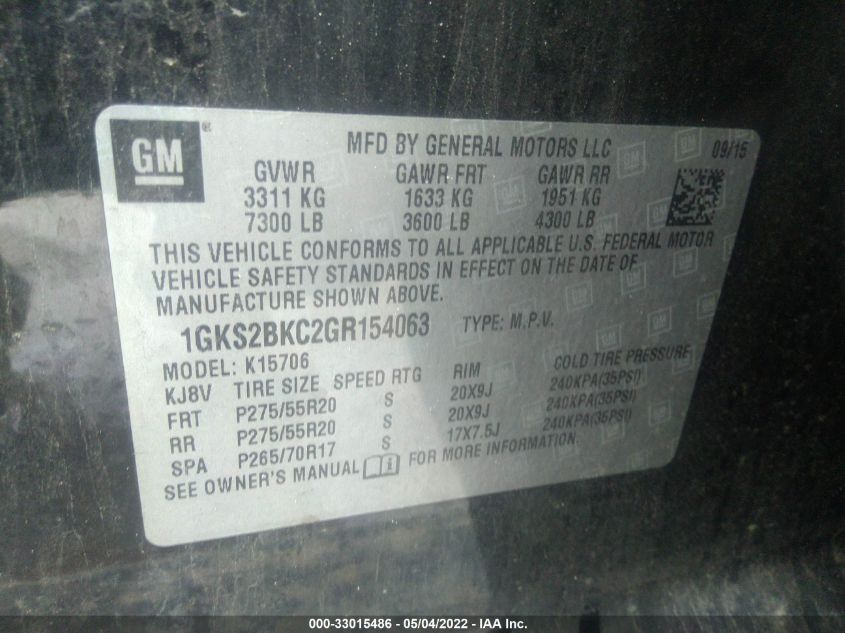 GM ® MFD BY GENERAL MOTORS LLC 09/15
GVWR GAWR FRT GAWR RR
3311 KG 1633 KG 1951 KG
7300 LB 3600 LB 4300 LB
THIS VEHICLE CONFORMS TO ALL APPLICABLE U.S. FEDERAL MOTOR
VEHICLE SAFETY STANDARDS IN EFFECT ON THE DATE OF
MANUFACTURE SHOWN ABOVE.
1GKS2BKC2GR154063 TYPE: M.P.V.
MODEL: K15706
KJ8V TIRE SIZE SPEED RTG RIM COLD TIRE PRESSURE
FRT P275/55R20 S 20X9J 240KPA(35PSI)
RR P275/55R20 S 20X9J 240KPA(35PSI)
SPA P265/70R17 S 17X7.5J 240KPA(35PSI)
SEE OWNER'S MANUAL i FOR MORE INFORMATION.
000-33015486 - 05/04/2022 - IAA Inc.